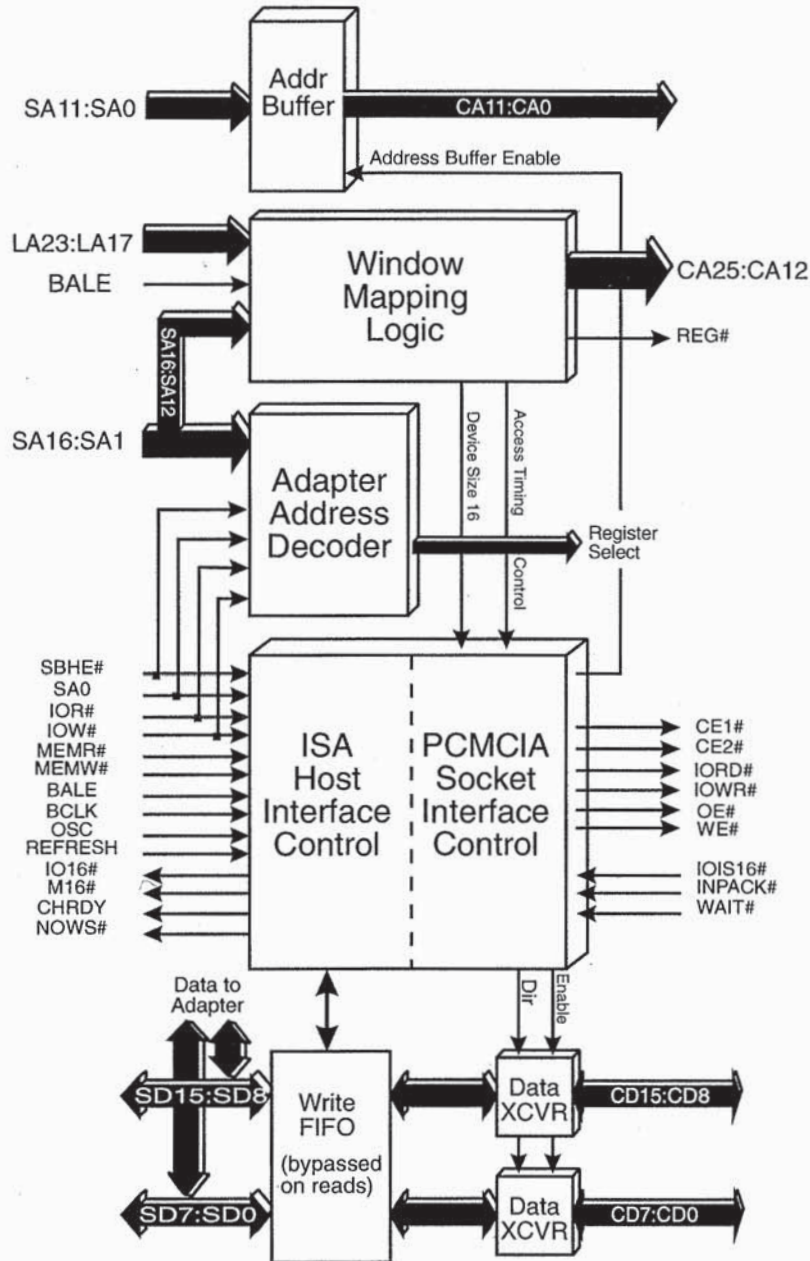 Addr
Buffer
SA11:SA0
CA11:CA0
Address Buffer Enable
LA23:LA17
BALE
Window
Mapping
Logic
CA25:CA12
REG#
SA16:SA12
SA16:SA1
Adapter
Address
Decoder
Device Size 16
Access Timing
Control
Register
Select
SBHE#
SA0
IOR#
IOW#
MEMR#
MEMW#
BALE
BCLK
OSC
REFRESH
IO16#
M16#
CHRDY
NOWS#
ISA
Host
Interface
Control
PCMCIA
Socket
Interface
Control
CE1#
CE2#
IORD#
IOWR#
OE#
WE#
IOIS16#
INPACK#
WAIT#
Data to
Adapter
Dir
Enable
SD15:SD8
Write
FIFO
(bypassed
on reads)
Data
XCVR
CD15:CD8
SD7:SD0
Data
XCVR
CD7:CD0